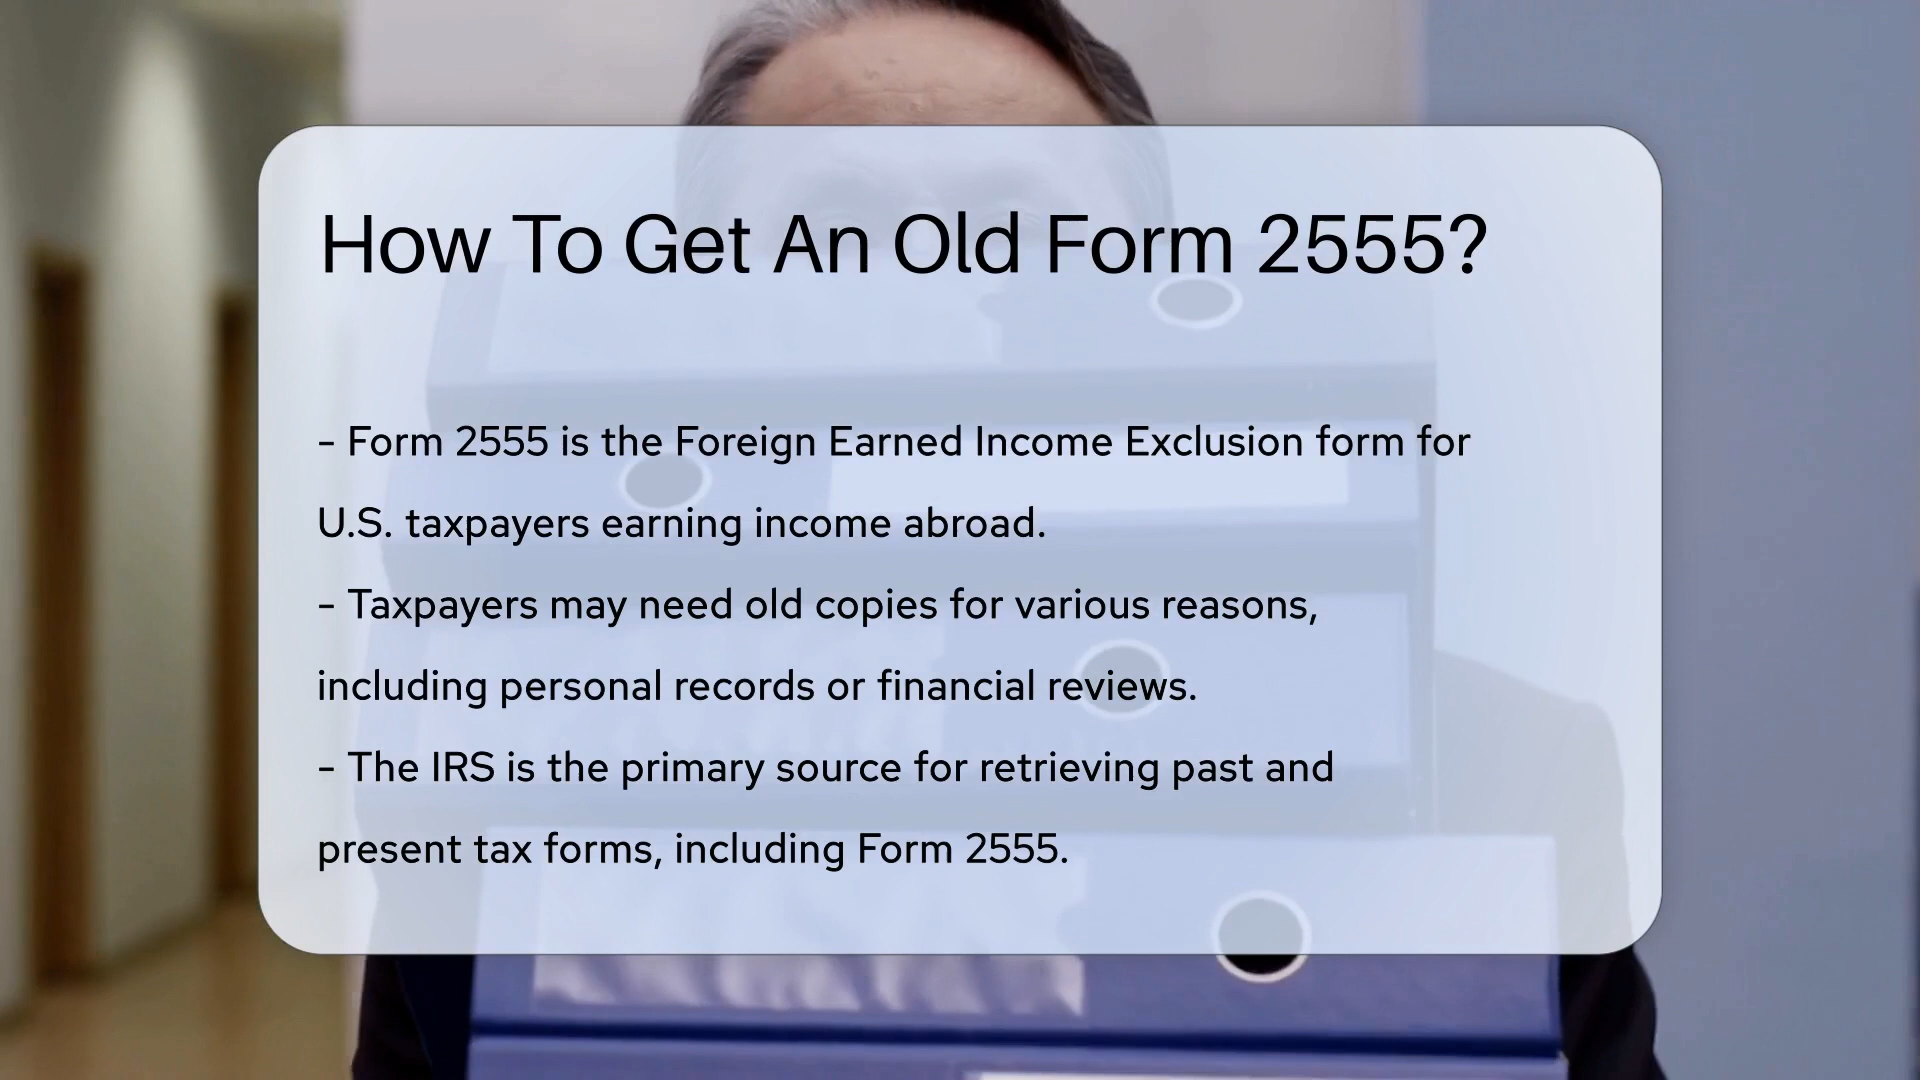 How To Get An Old Form 2555?
- Form 2555 is the Foreign Earned Income Exclusion form for
U.S. taxpayers earning income abroad.
- Taxpayers may need old copies for various reasons,
including personal records or financial reviews.
- The IRS is the primary source for retrieving past and
present tax forms, including Form 2555.